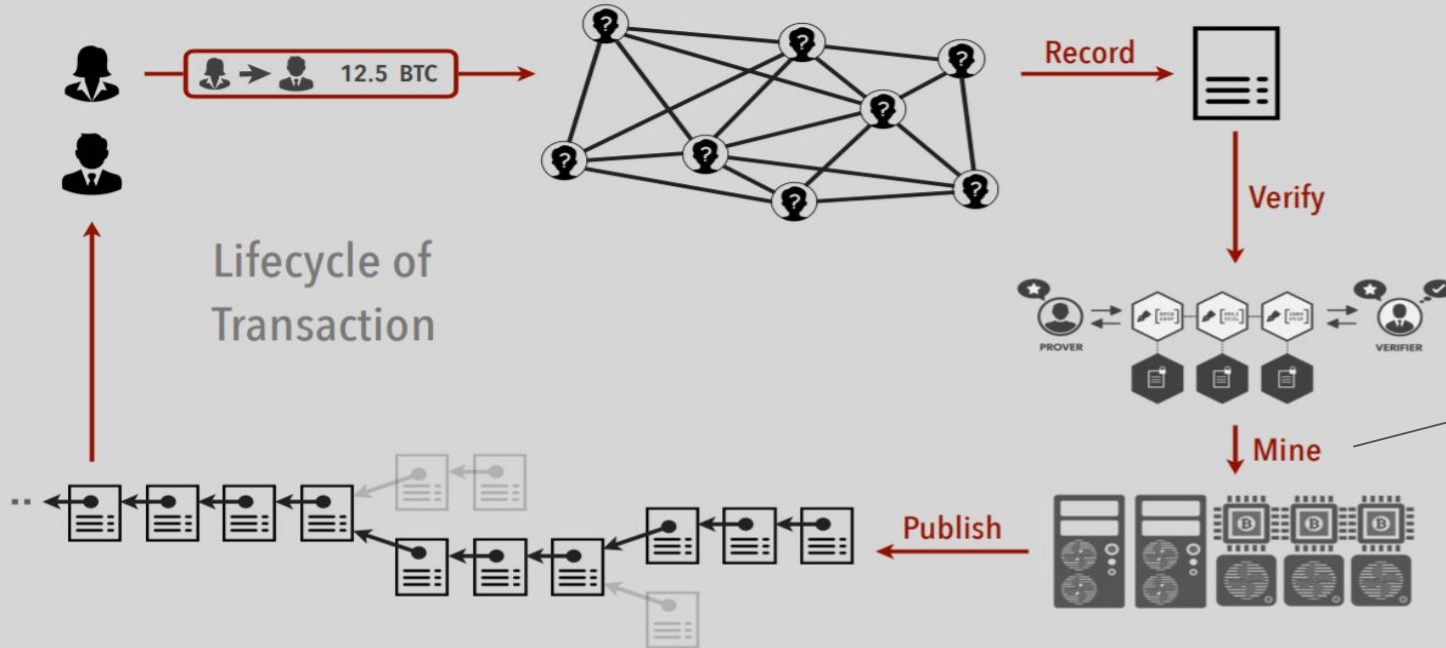 12.5 BTC
Record
Verify
Lifecycle of
Transaction
PROVER
VERIFIER
Mine
Publish